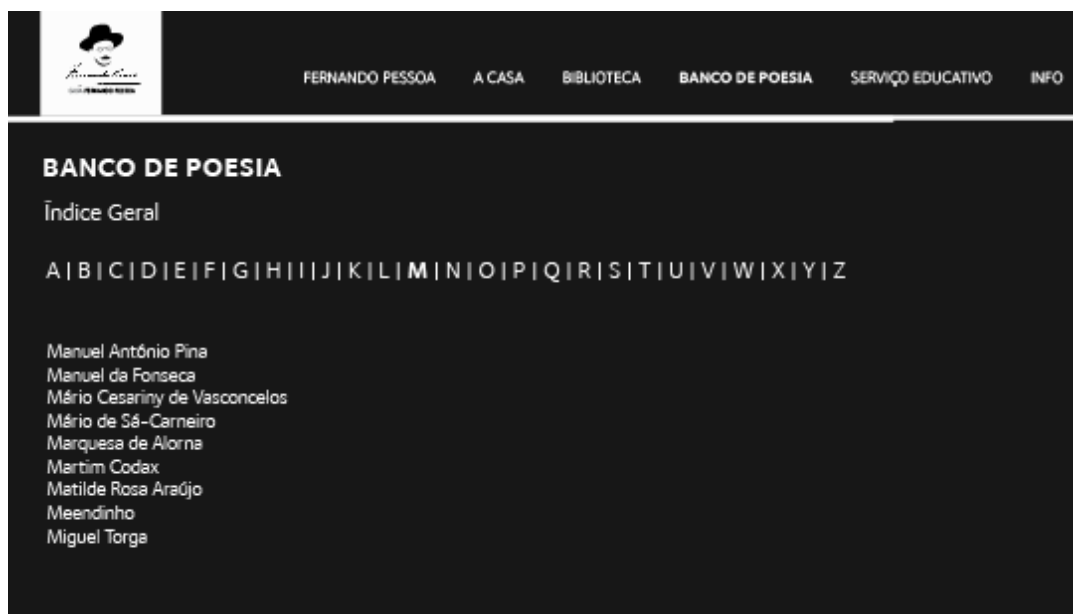 FERNANDO PESSOA A CASA BIBLIOTECA BANCO DE POESIA SERVIÇO EDUCATIVO INFO
BANCO DE POESIA
Índice Geral
A | B | C | D | E | F | G | H | I | J | K | L | M | N | O | P | Q | R | S | T | U | V | W | X | Y | Z
Manuel António Pina
Manuel da Fonseca
Mário Cesariny de Vasconcelos
Mário de Sá-Carneiro
Marquesa de Alorna
Martim Codax
Matilde Rosa Araújo
Meendinho
Miguel Torga